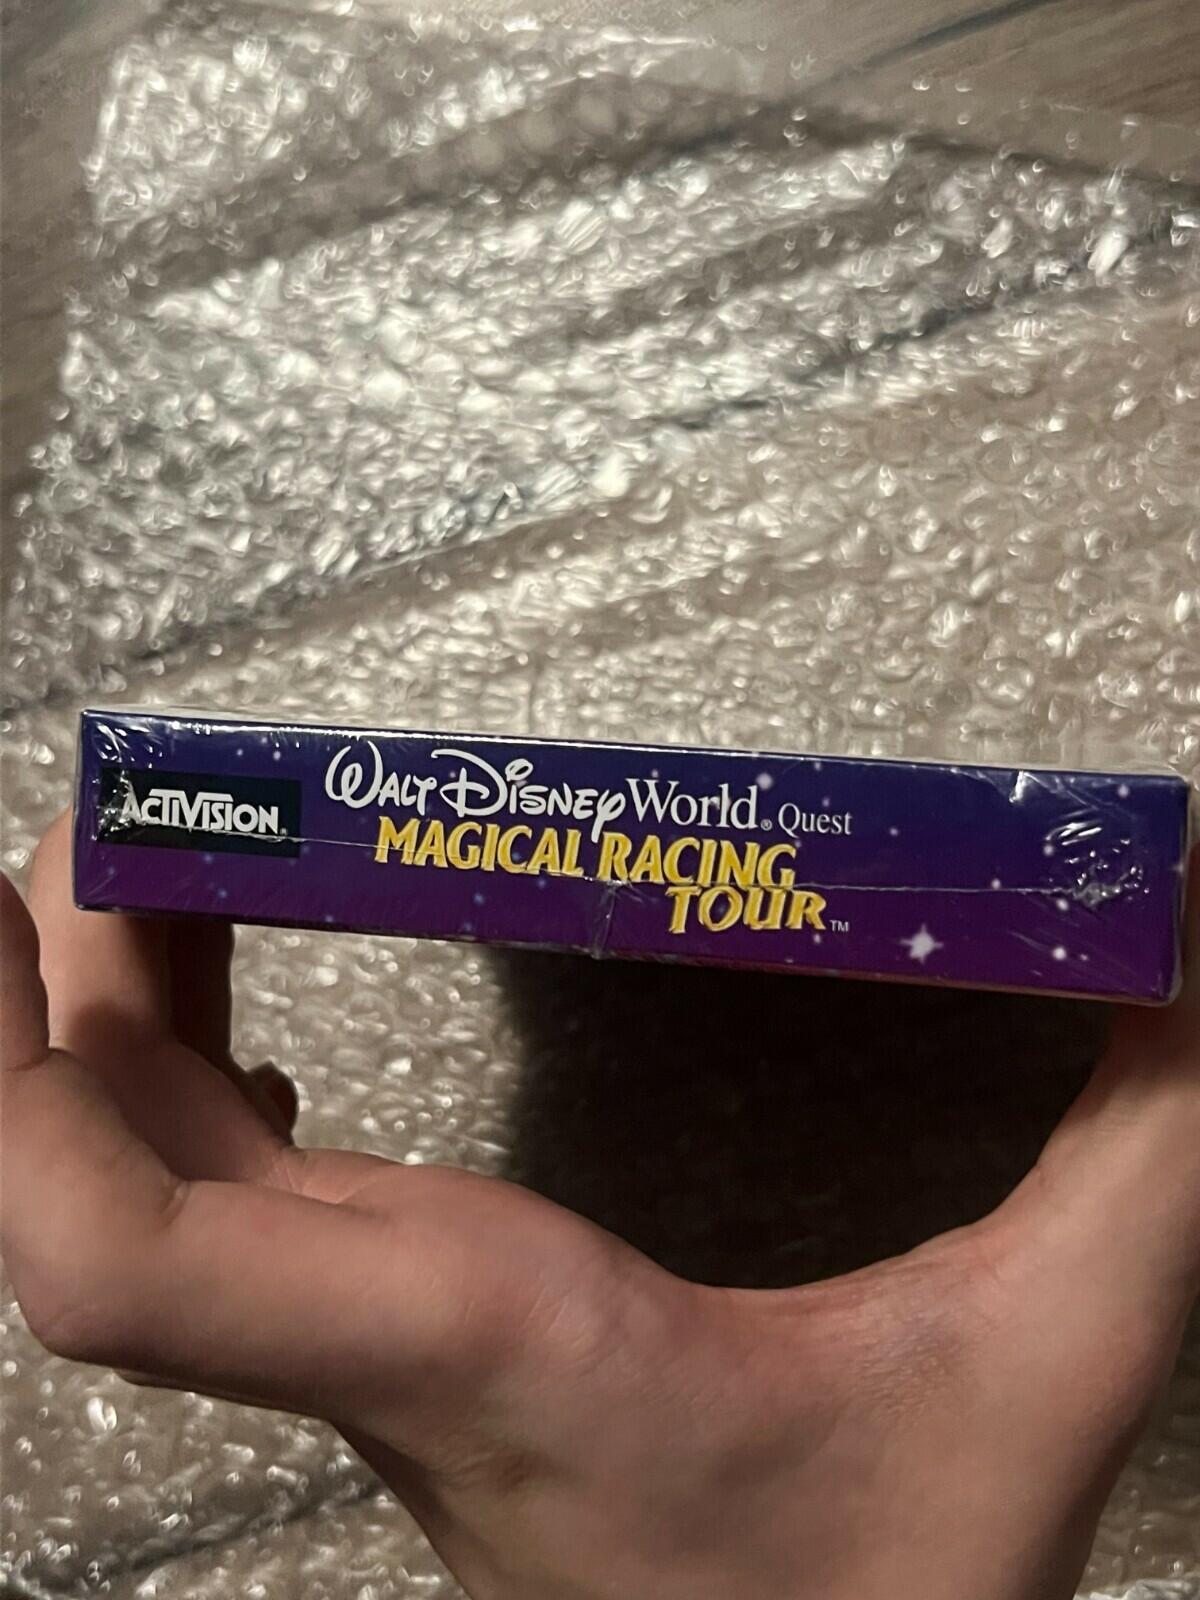 ACTIVISION.
WALT DISNEY World® Quest
MAGICAL RACING
TOUR™